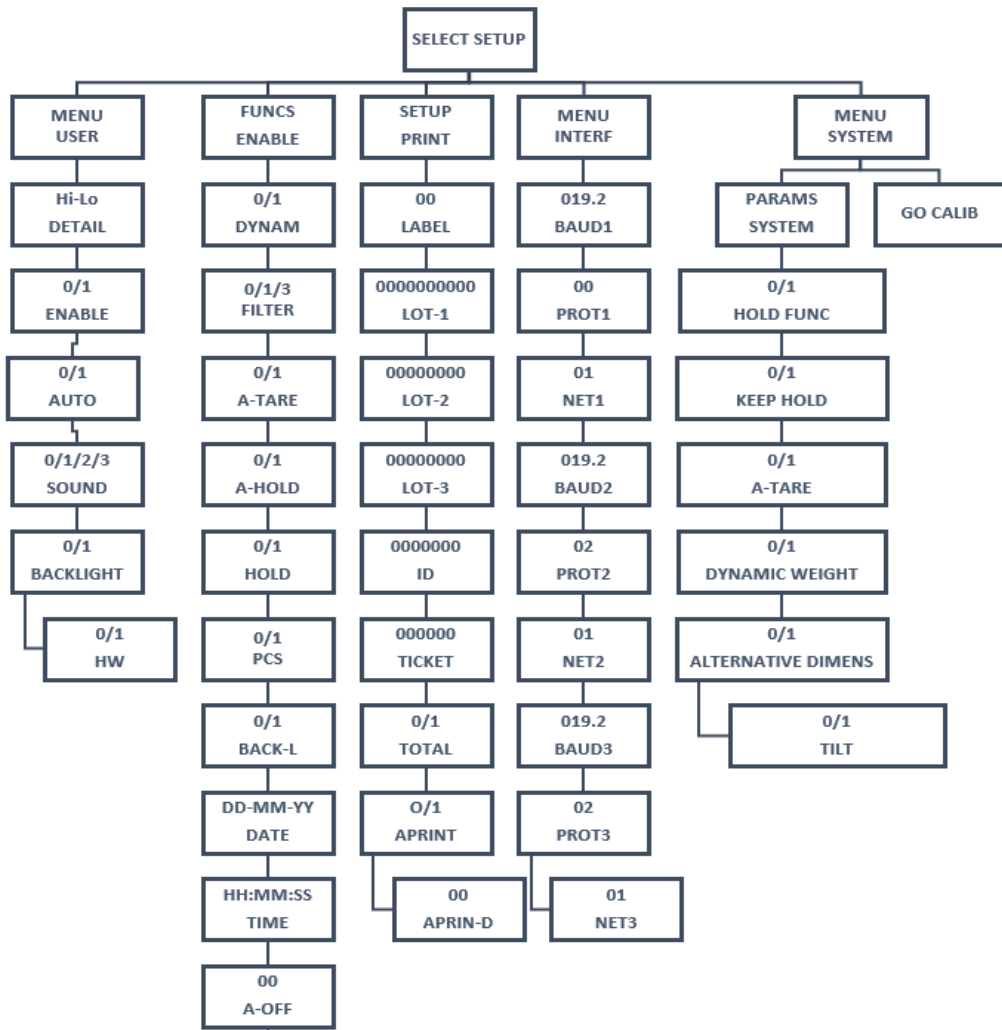 SELECT SETUP
MENU
USER
Hi-Lo
DETAIL
0/1
ENABLE
0/1
AUTO
0/1/2/3
SOUND
0/1
BACKLIGHT
0/1
HW
FUNCS
ENABLE
0/1
DYNAM
0/1/3
FILTER
0/1
A-TARE
0/1
A-HOLD
0/1
HOLD
0/1
PCS
0/1
BACK-L
DD-MM-YY
DATE
HH:MM:SS
TIME
00
A-OFF
SETUP
PRINT
00
LABEL
0000000000
LOT-1
00000000
LOT-2
00000000
LOT-3
0000000
ID
000000
TICKET
0/1
TOTAL
O/1
APRINT
00
APRIN-D
MENU
INTERF
019.2
BAUD1
00
PROT1
01
NET1
019.2
BAUD2
02
PROT2
01
NET2
019.2
BAUD3
02
PROT3
01
NET3
MENU
SYSTEM
PARAMS
SYSTEM
GO CALIB
0/1
HOLD FUNC
0/1
KEEP HOLD
0/1
A-TARE
0/1
DYNAMIC WEIGHT
0/1
ALTERNATIVE DIMENS
0/1
TILT